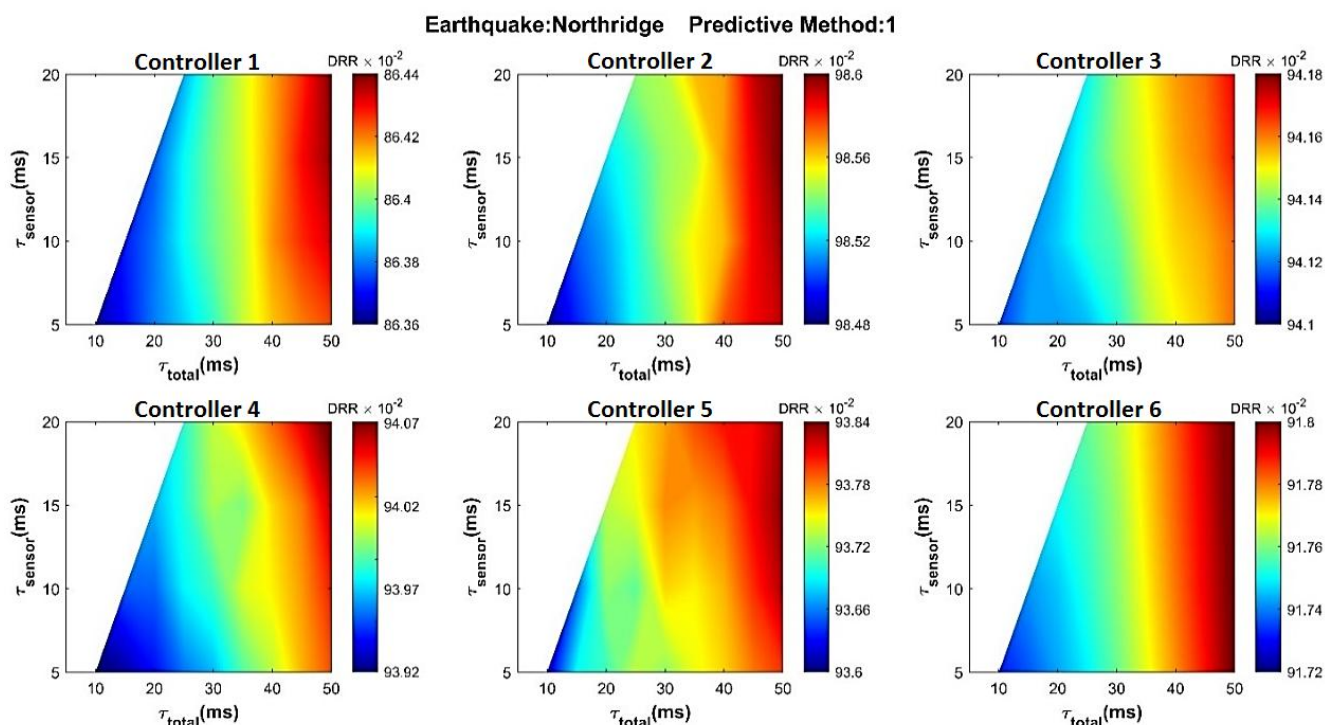 Earthquake:Northridge Predictive Method:1
Controller 1 DRR × 10⁻²
Controller 2 DRR × 10⁻²
Controller 3 DRR × 10⁻²
20 15 10 5
τsensor(ms)
10 20 30 40 50
τtotal(ms)
86.44 86.42 86.4 86.38 86.36
20 15 10 5
τsensor(ms)
10 20 30 40 50
τtotal(ms)
98.6 98.56 98.52 98.48
20 15 10 5
τsensor(ms)
10 20 30 40 50
τtotal(ms)
94.18 94.16 94.14 94.12 94.1
Controller 4 DRR × 10⁻²
Controller 5 DRR × 10⁻²
Controller 6 DRR × 10⁻²
20 15 10 5
τsensor(ms)
10 20 30 40 50
τtotal(ms)
94.07 94.02 93.97 93.92
20 15 10 5
τsensor(ms)
10 20 30 40 50
τtotal(ms)
93.84 93.78 93.72 93.66 93.6
20 15 10 5
τsensor(ms)
10 20 30 40 50
τtotal(ms)
91.8 91.78 91.76 91.74 91.72